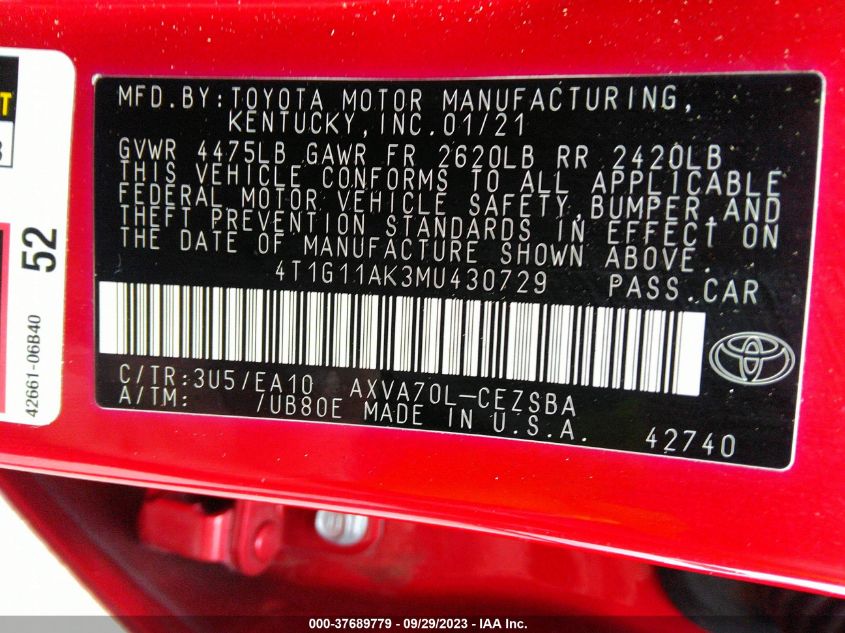 MFD.BY:TOYOTA MOTOR MANUFACTURING,
KENTUCKY,INC.01/21
GVWR 4475LB GAWR FR 2620LB RR 2420LB
THIS VEHICLE CONFORMS TO ALL APPLICABLE
FEDERAL MOTOR VEHICLE SAFETY,BUMPER,AND
THEFT PREVENTION STANDARDS IN EFFECT ON
THE DATE OF MANUFACTURE SHOWN ABOVE.
4T1G11AK3MU430729 PASS.CAR
C/TR:3U5/EA10 AXVA70L-CEZSBA
A/TM: /UB80E MADE IN U.S.A. 42740
52
42661-06B40
000-37689779 - 09/29/2023 - IAA Inc.